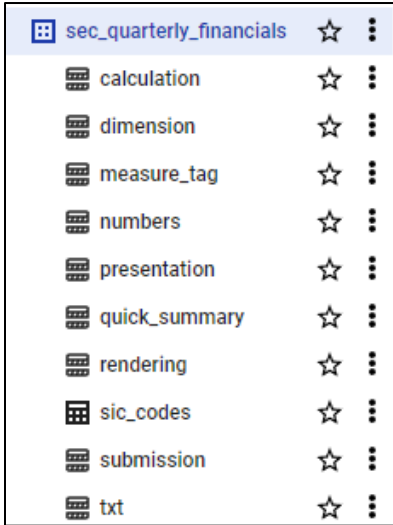 sec_quarterly_financials
calculation
dimension
measure_tag
numbers
presentation
quick_summary
rendering
sic_codes
submission
txt